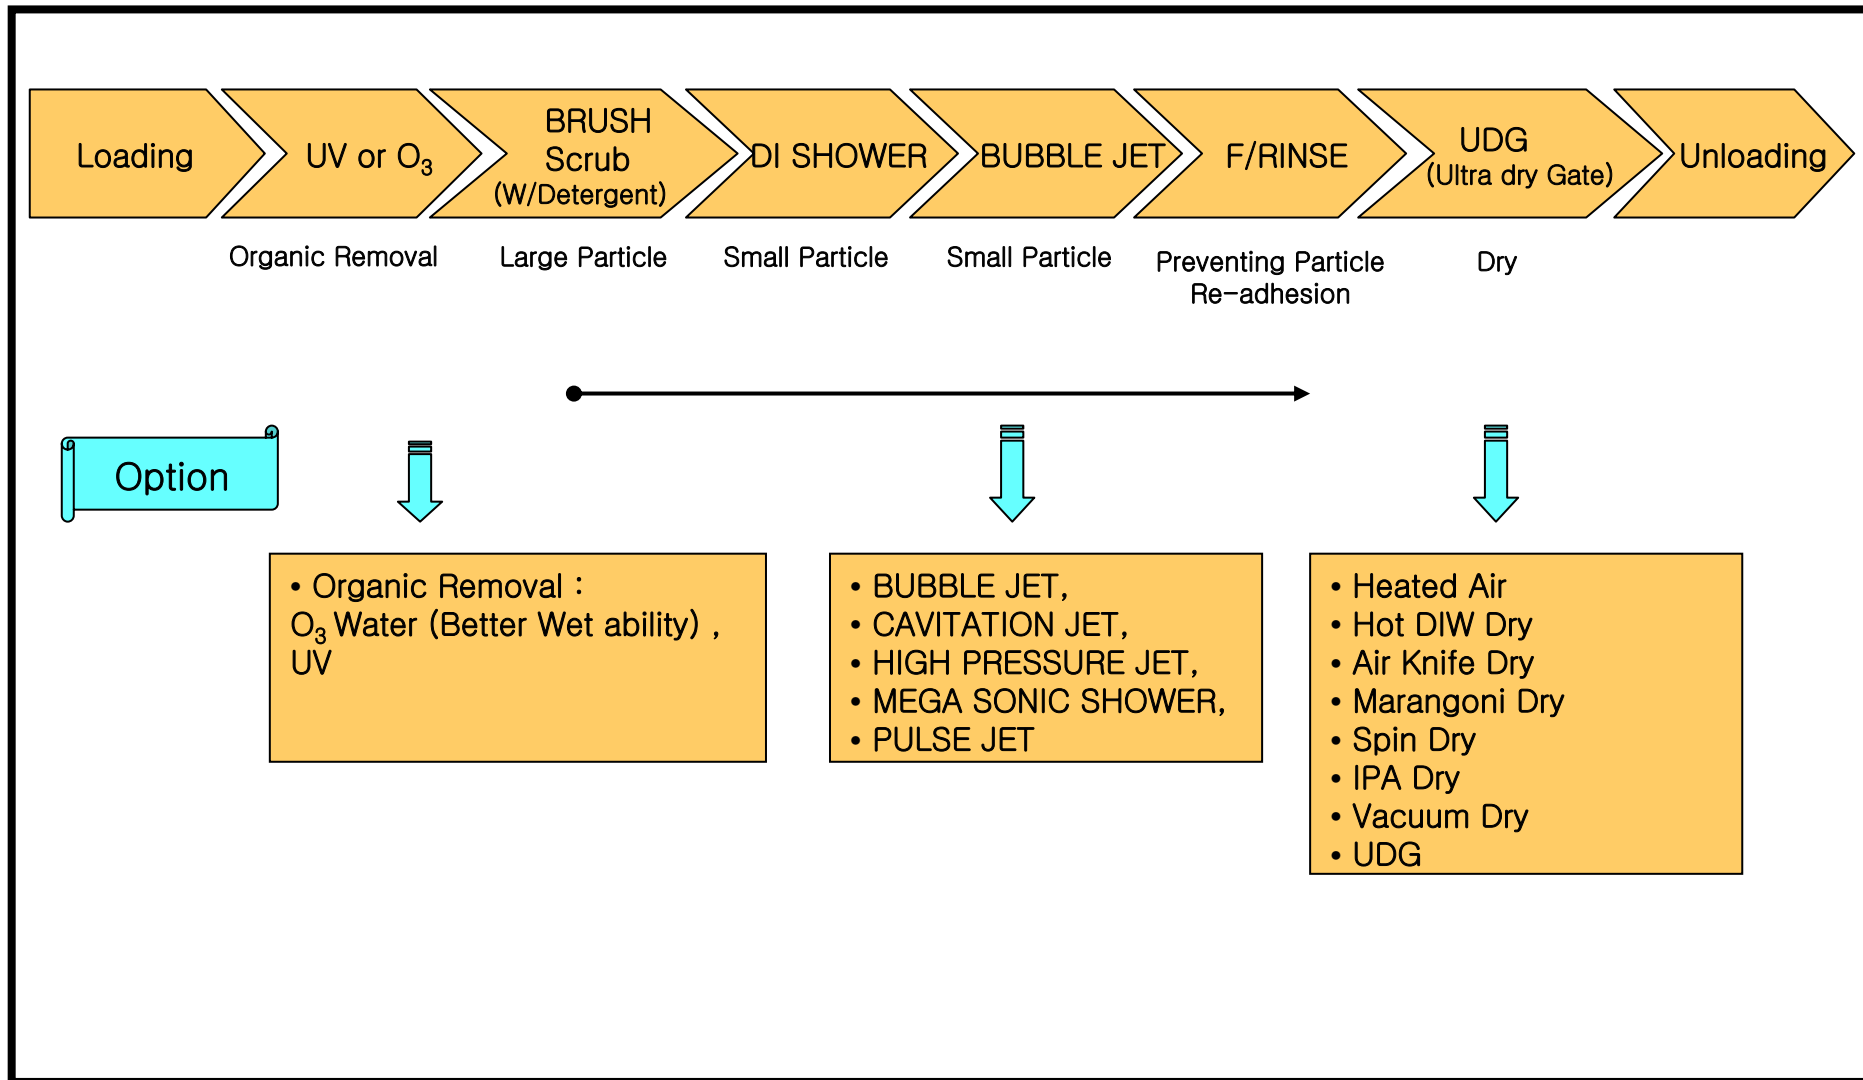 Loading
UV or O₃
BRUSH
Scrub
(W/Detergent)
DI SHOWER
BUBBLE JET
F/RINSE
UDG
(Ultra dry Gate)
Unloading
Organic Removal
Large Particle
Small Particle
Small Particle
Preventing Particle
Re-adhesion
Dry
Option
• Organic Removal :
O₃ Water (Better Wet ability) ,
UV
• BUBBLE JET,
• CAVITATION JET,
• HIGH PRESSURE JET,
• MEGA SONIC SHOWER,
• PULSE JET
• Heated Air
• Hot DIW Dry
• Air Knife Dry
• Marangoni Dry
• Spin Dry
• IPA Dry
• Vacuum Dry
• UDG